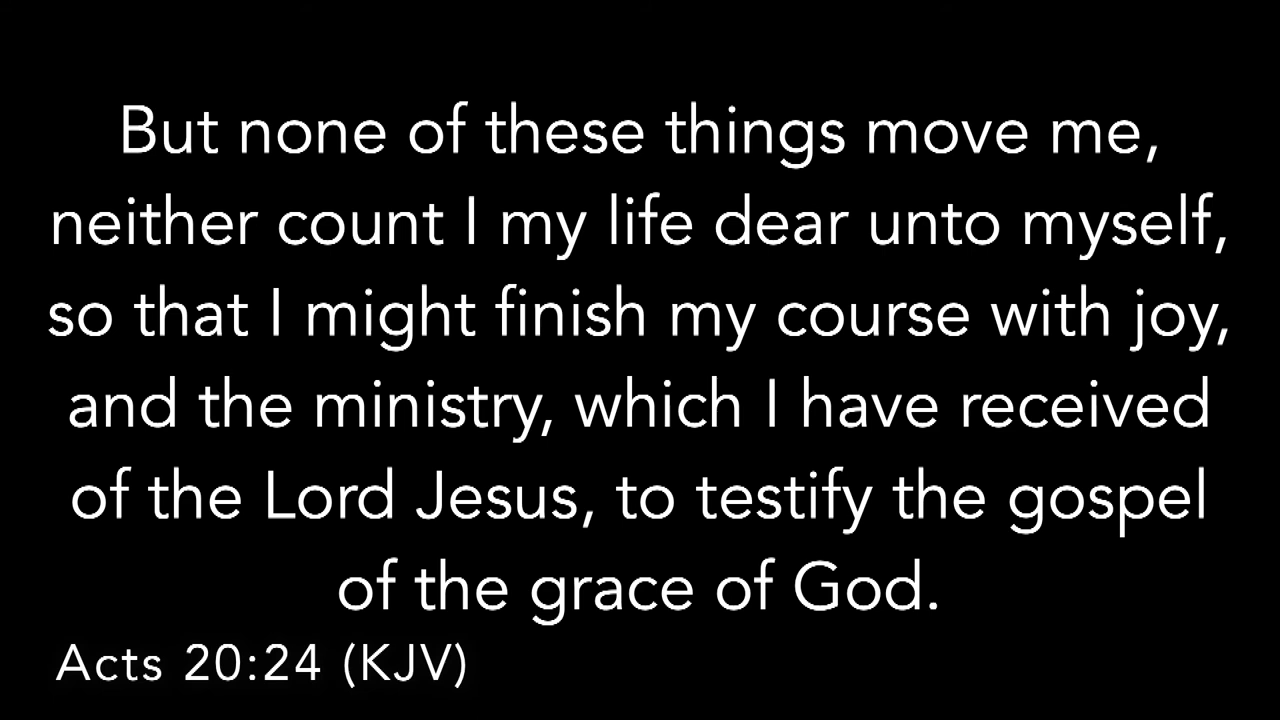 But none of these things move me,
neither count I my life dear unto myself,
so that I might finish my course with joy,
and the ministry, which I have received
of the Lord Jesus, to testify the gospel
of the grace of God.
Acts 20:24 (KJV)